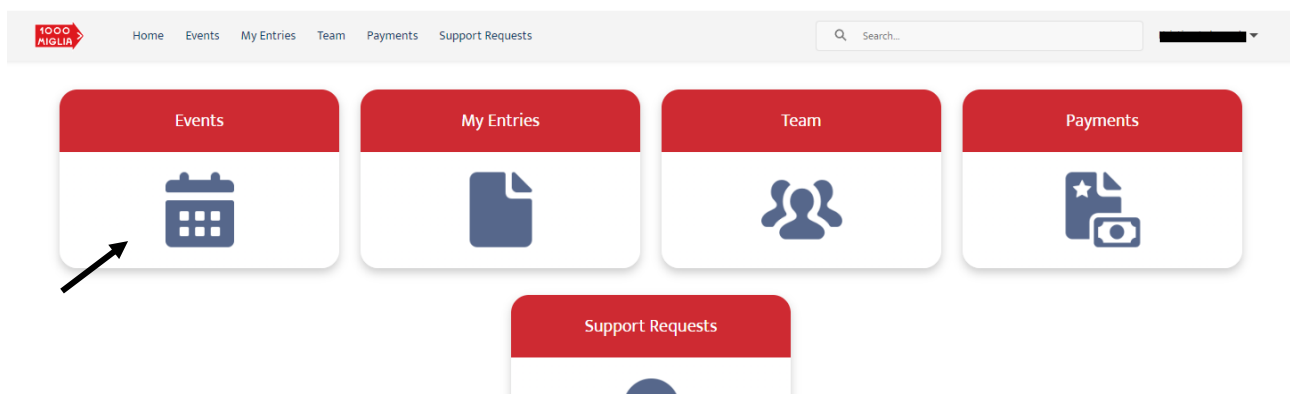 1000
MIGLIA
Home Events My Entries Team Payments Support Requests
Search...
Events
My Entries
Team
Payments
Support Requests